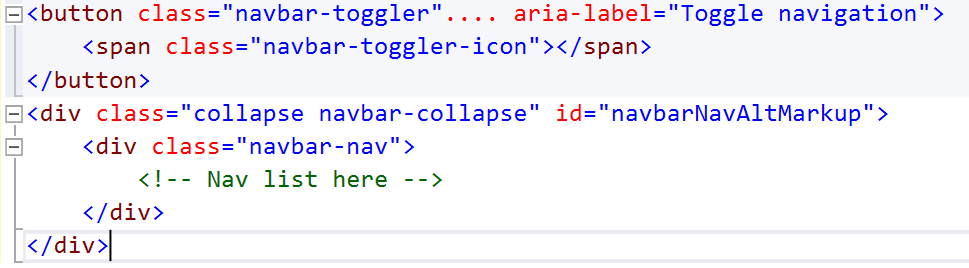 <button class="navbar-toggler".... aria-label="Toggle navigation">
    <span class="navbar-toggler-icon"></span>
</button>
<div class="collapse navbar-collapse" id="navbarNavAltMarkup">
    <div class="navbar-nav">
        <!-- Nav list here -->
    </div>
</div>